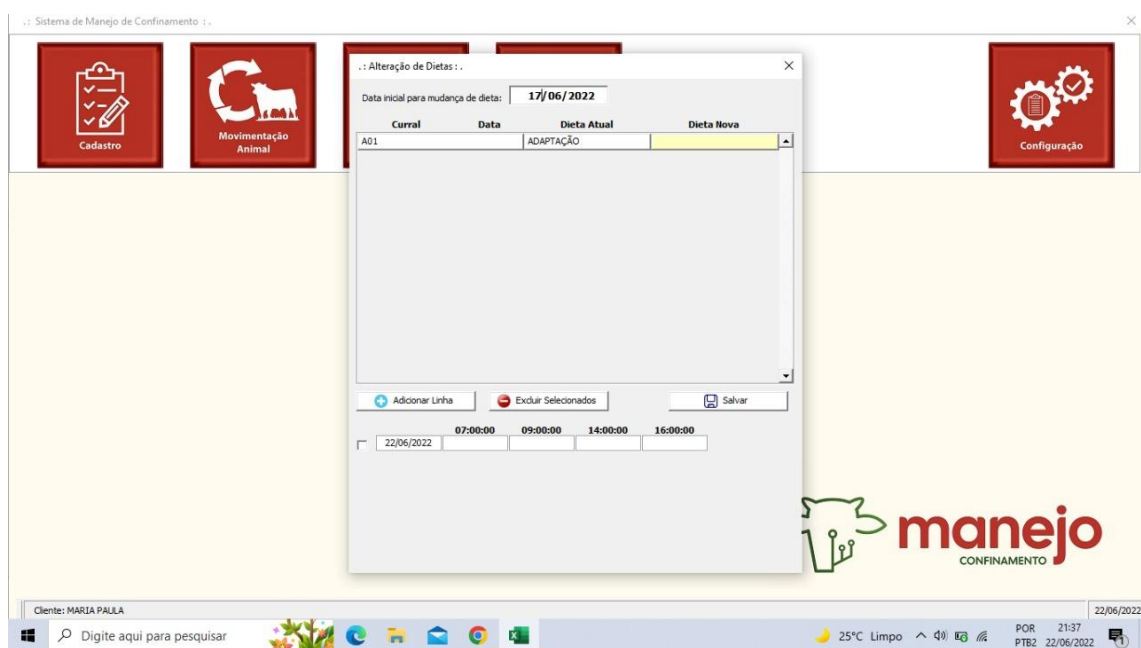 .: Sistema de Manejo de Confinamento :.
Cadastro
Movimentação
Animal
Configuração
.: Alteração de Dietas :.
Data inicial para mudança de dieta: 17/06/2022
Curral Data Dieta Atual Dieta Nova
A01 ADAPTAÇÃO
Adicionar Linha Excluir Selecionados Salvar
07:00:00 09:00:00 14:00:00 16:00:00
22/06/2022
manejo
CONFINAMENTO
Cliente: MARIA PAULA 22/06/2022
Digite aqui para pesquisar 25°C Limpo POR 21:37
PTB2 22/06/2022 1